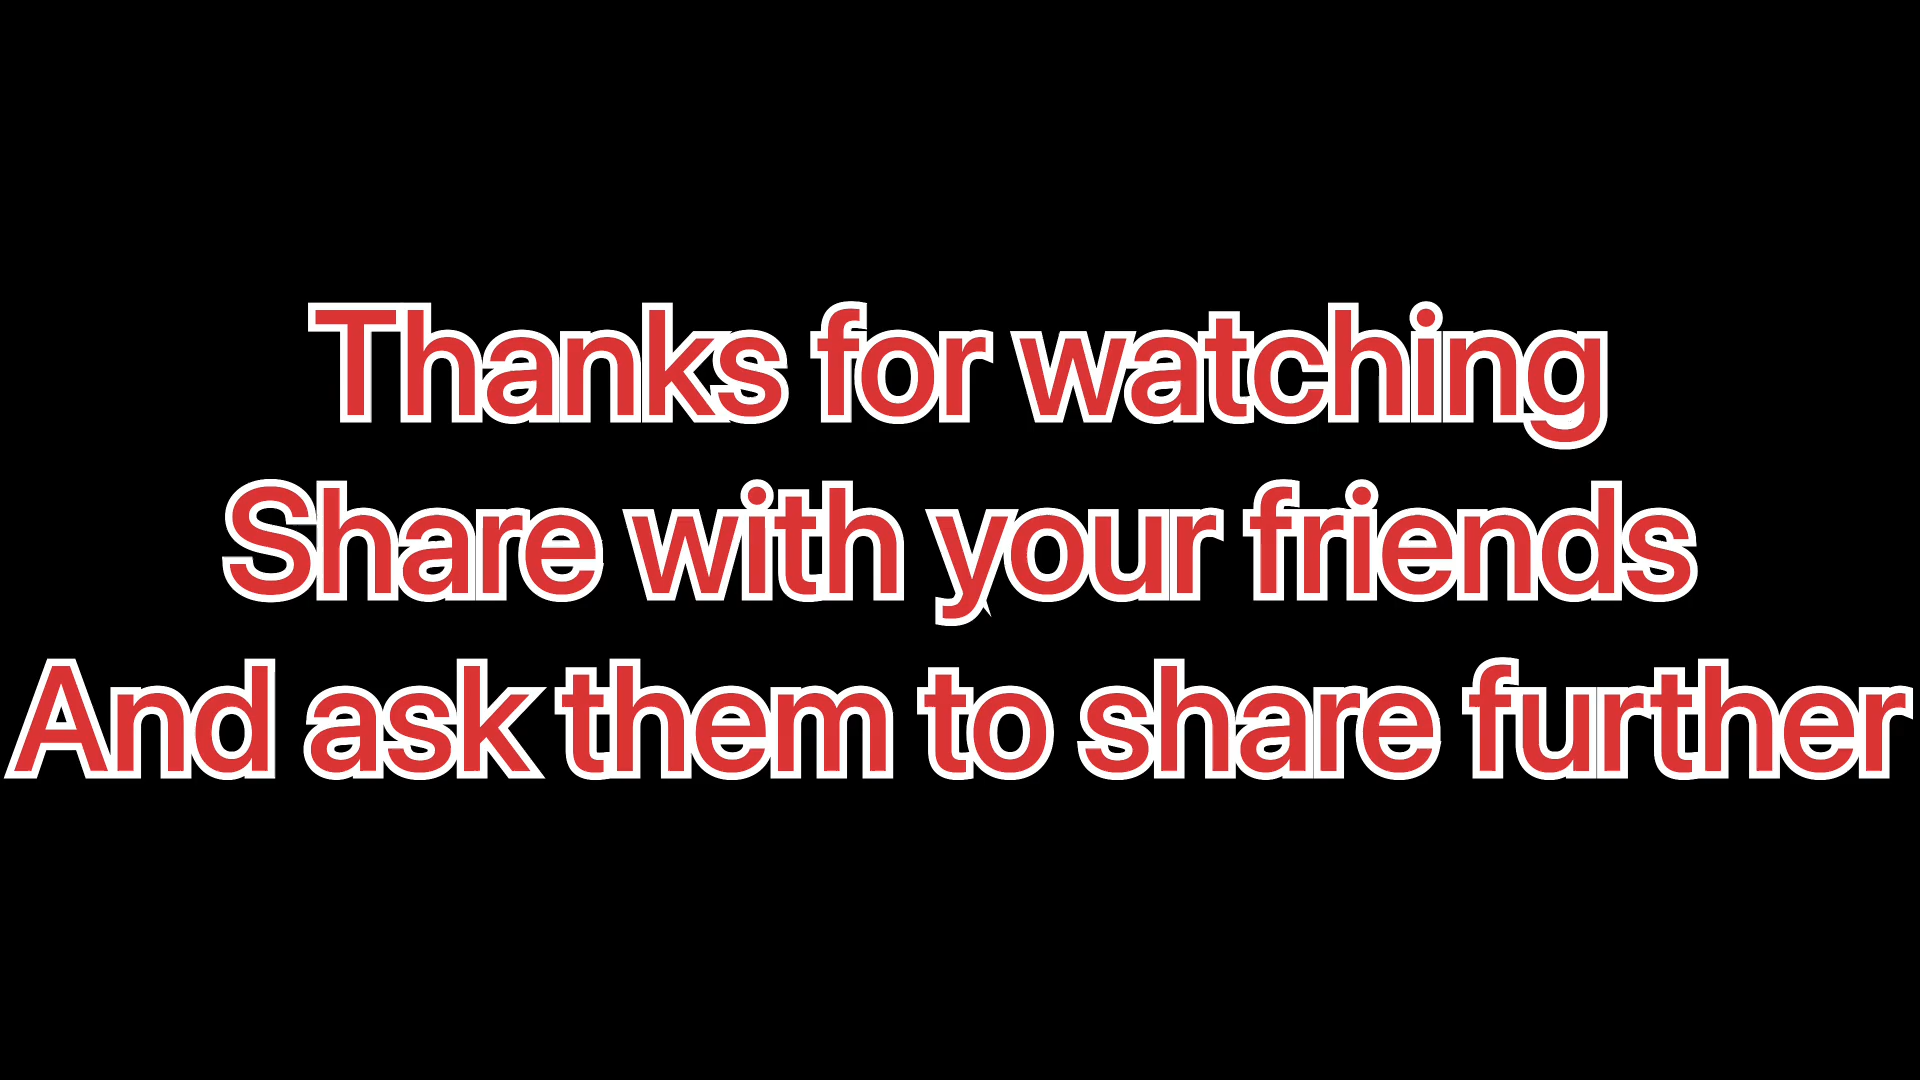 Thanks for watching
Share with your friends
And ask them to share further